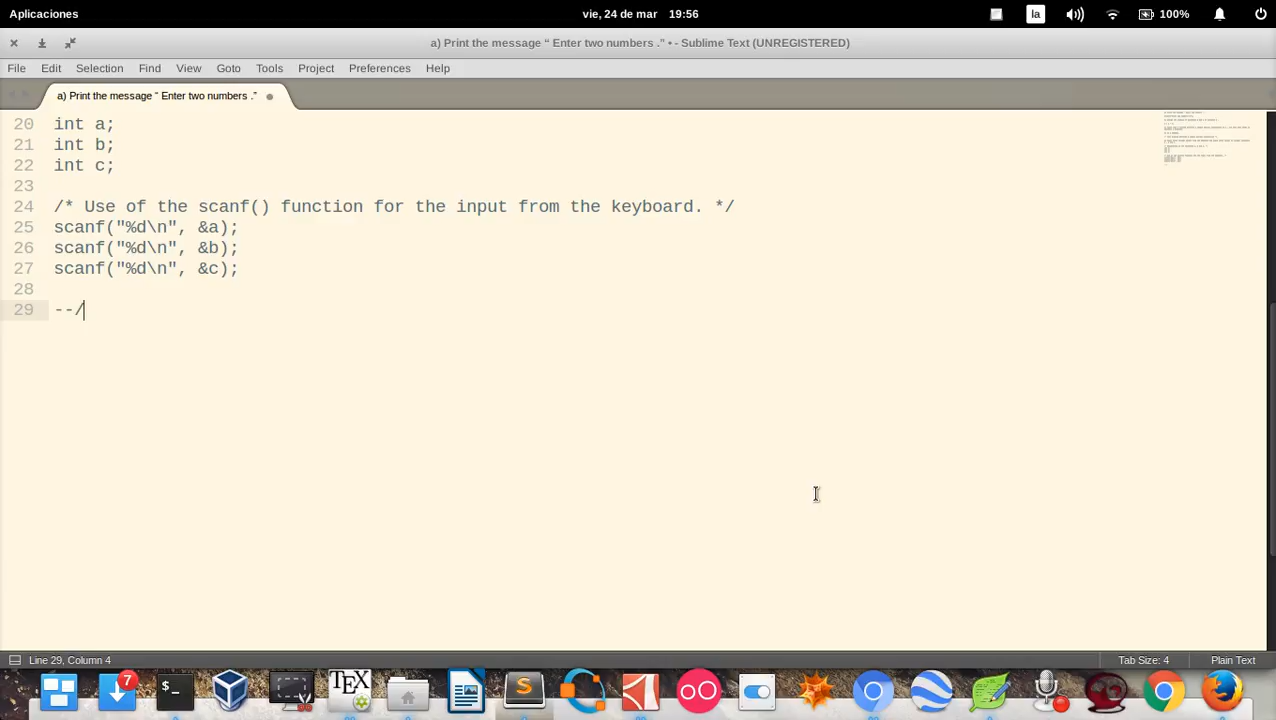 Aplicaciones
vie, 24 de mar 19:56
la
100%
a) Print the message “ Enter two numbers .” • - Sublime Text (UNREGISTERED)
File Edit Selection Find View Goto Tools Project Preferences Help
a) Print the message “ Enter two numbers .”
20 int a;
21 int b;
22 int c;
23
24 /* Use of the scanf() function for the input from the keyboard. */
25 scanf("%d\n", &a);
26 scanf("%d\n", &b);
27 scanf("%d\n", &c);
28
29 --/
Line 29, Column 4
Tab Size: 4
Plain Text
7
>_
TEX
S